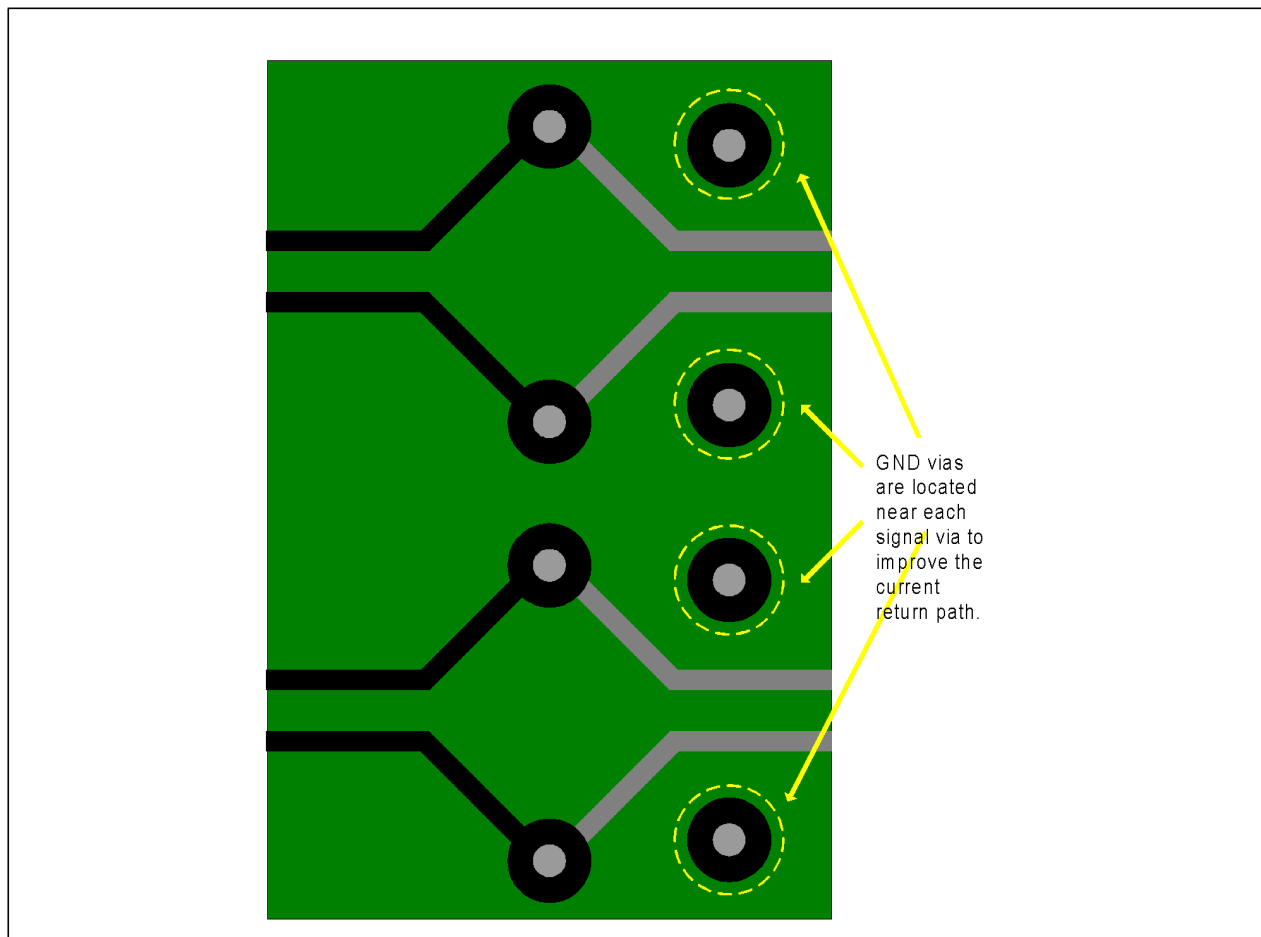 GND vias
are located
near each
signal via to
improve the
current
return path.